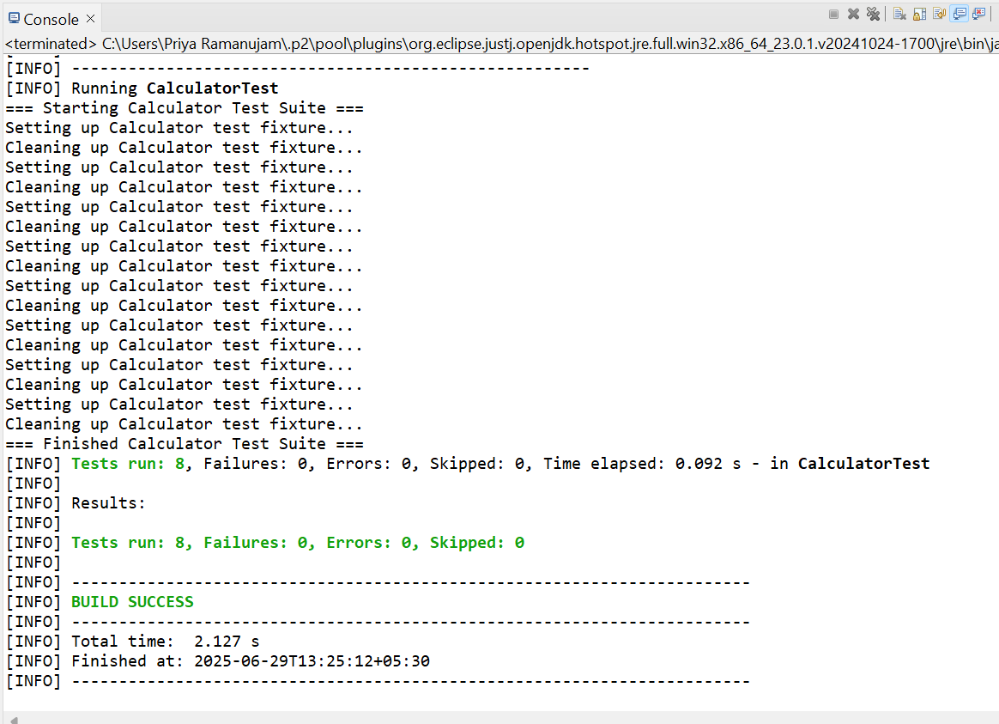 Console
<terminated> C:\Users\Priya Ramanujam\.p2\pool\plugins\org.eclipse.justj.openjdk.hotspot.jre.full.win32.x86_64_23.0.1.v20241024-1700\jre\bin\ja
[INFO] -------------------------------------------------------
[INFO] Running CalculatorTest
=== Starting Calculator Test Suite ===
Setting up Calculator test fixture...
Cleaning up Calculator test fixture...
Setting up Calculator test fixture...
Cleaning up Calculator test fixture...
Setting up Calculator test fixture...
Cleaning up Calculator test fixture...
Setting up Calculator test fixture...
Cleaning up Calculator test fixture...
Setting up Calculator test fixture...
Cleaning up Calculator test fixture...
Setting up Calculator test fixture...
Cleaning up Calculator test fixture...
Setting up Calculator test fixture...
Cleaning up Calculator test fixture...
Setting up Calculator test fixture...
Cleaning up Calculator test fixture...
=== Finished Calculator Test Suite ===
[INFO] Tests run: 8, Failures: 0, Errors: 0, Skipped: 0, Time elapsed: 0.092 s - in CalculatorTest
[INFO]
[INFO] Results:
[INFO]
[INFO] Tests run: 8, Failures: 0, Errors: 0, Skipped: 0
[INFO]
[INFO] ------------------------------------------------------------------------
[INFO] BUILD SUCCESS
[INFO] ------------------------------------------------------------------------
[INFO] Total time:  2.127 s
[INFO] Finished at: 2025-06-29T13:25:12+05:30
[INFO] ------------------------------------------------------------------------